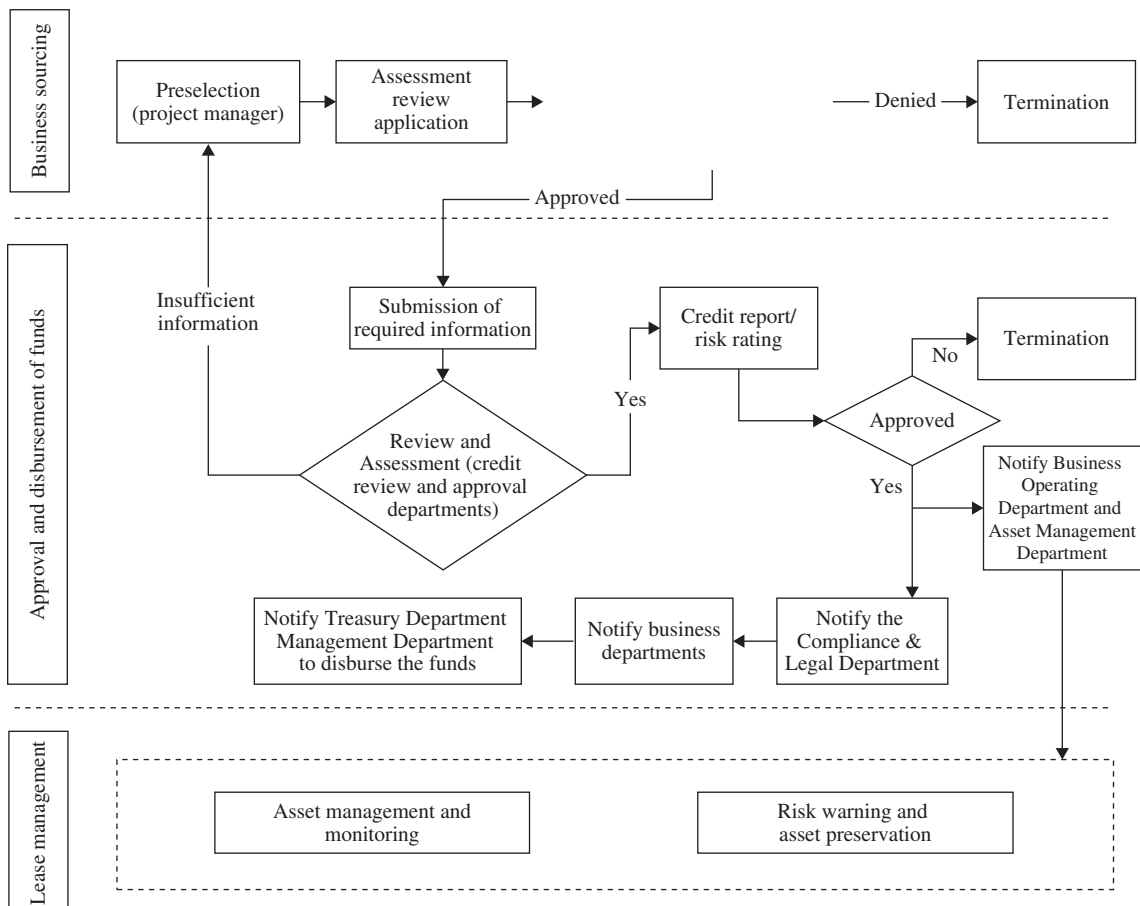 Business sourcing
Preselection
(project manager)
Assessment
review
application
Denied
Termination
Approved
Approval and disbursement of funds
Insufficient
information
Submission of
required information
Credit report/
risk rating
Termination
No
Yes
Approved
Review and
Assessment (credit
review and approval
departments)
Yes
Notify Business
Operating
Department and
Asset Management
Department
Notify Treasury Department
Management Department
to disburse the funds
Notify business
departments
Notify the
Compliance &
Legal Department
Lease management
Asset management and
monitoring
Risk warning and
asset preservation